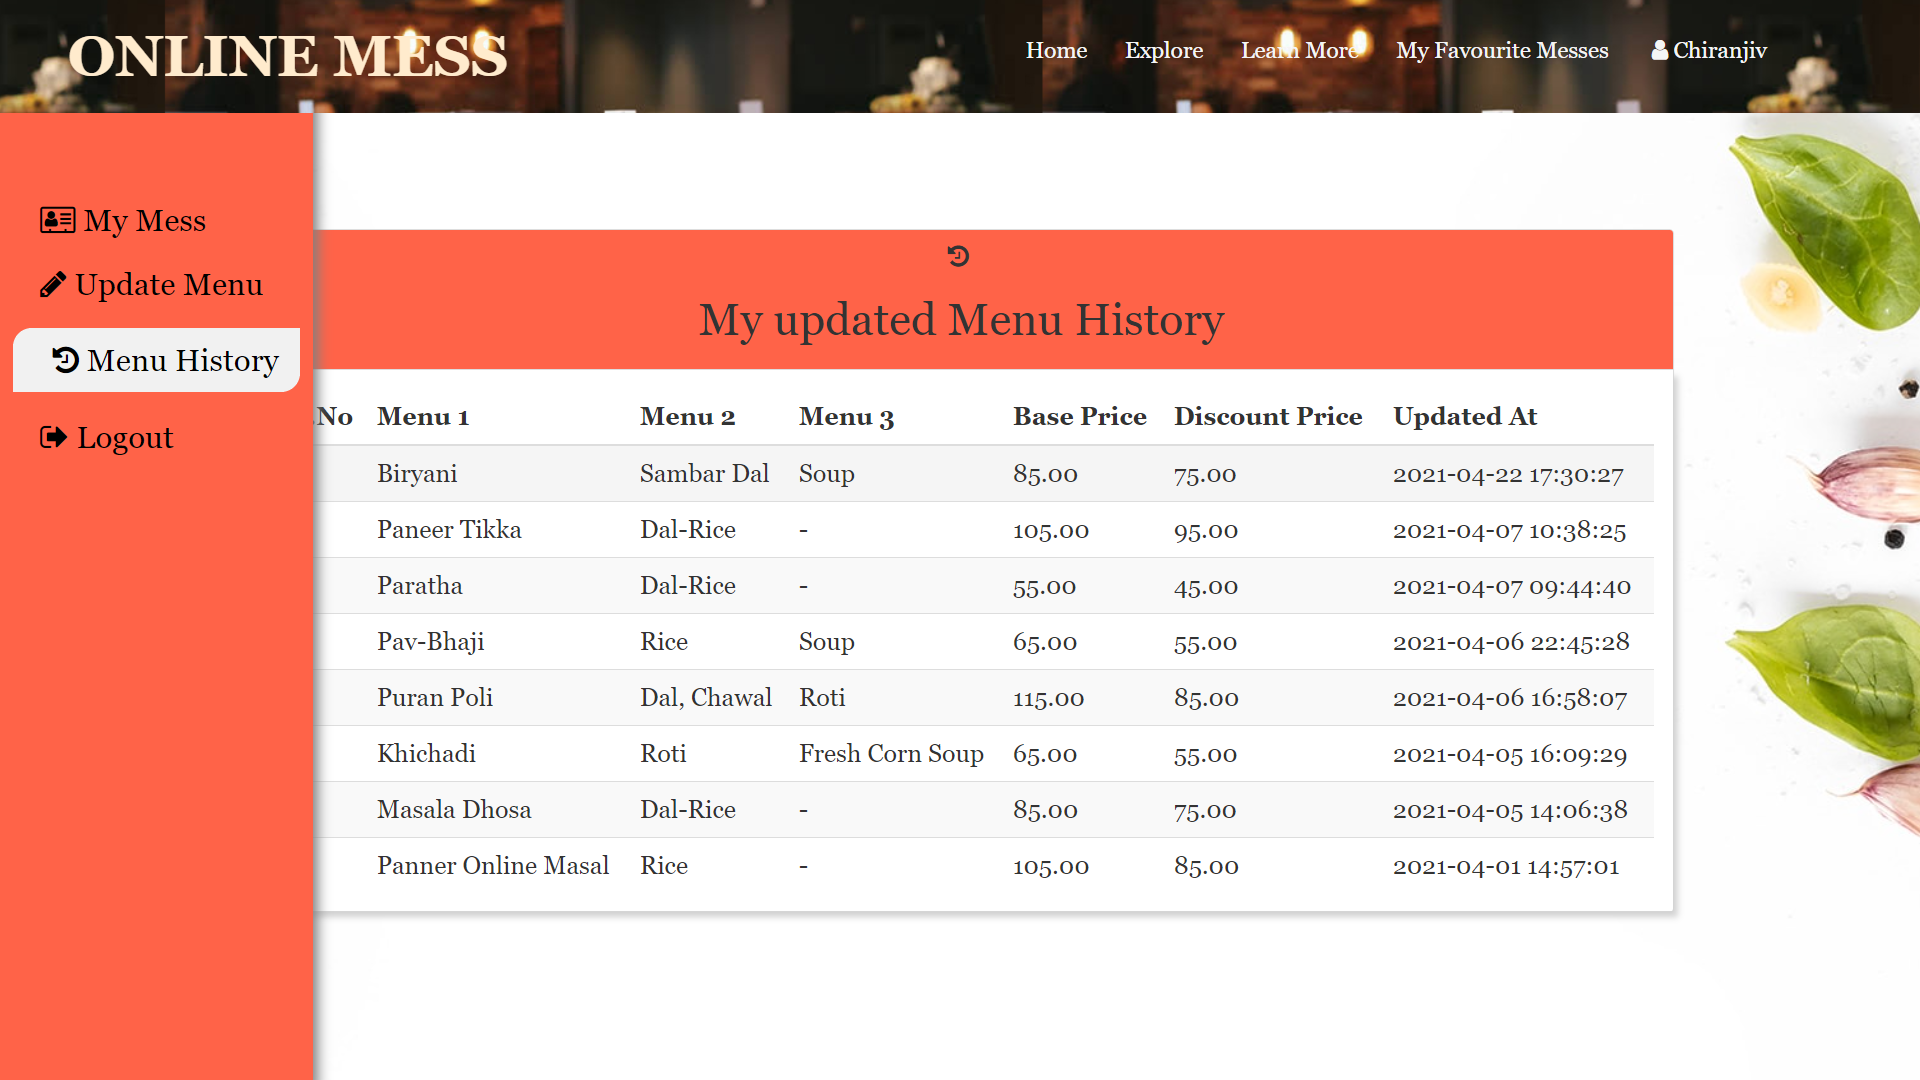 ONLINE MESS
Home Explore Learn More My Favourite Messes Chiranjiv
My Mess
Update Menu
Menu History
Logout
My updated Menu History
.No Menu 1 Menu 2 Menu 3 Base Price Discount Price Updated At
Biryani Sambar Dal Soup 85.00 75.00 2021-04-22 17:30:27
Paneer Tikka Dal-Rice - 105.00 95.00 2021-04-07 10:38:25
Paratha Dal-Rice - 55.00 45.00 2021-04-07 09:44:40
Pav-Bhaji Rice Soup 65.00 55.00 2021-04-06 22:45:28
Puran Poli Dal, Chawal Roti 115.00 85.00 2021-04-06 16:58:07
Khichadi Roti Fresh Corn Soup 65.00 55.00 2021-04-05 16:09:29
Masala Dhosa Dal-Rice - 85.00 75.00 2021-04-05 14:06:38
Panner Online Masal Rice - 105.00 85.00 2021-04-01 14:57:01